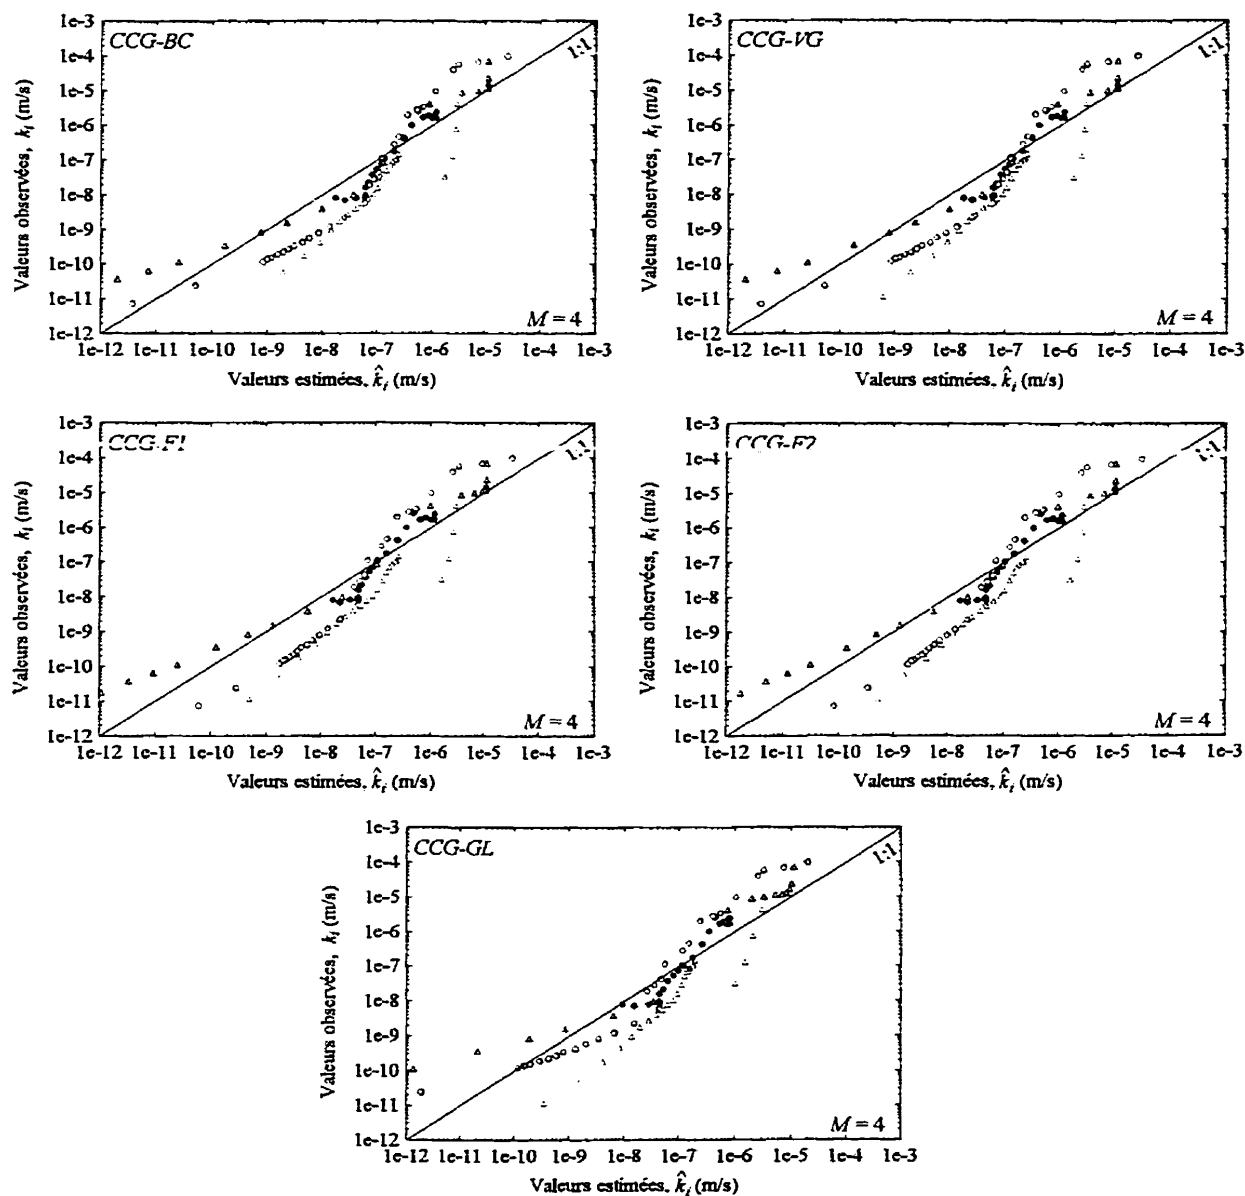 CCG-BC
1:1
Valeurs observées, k_i (m/s)
1e-3
1e-4
1e-5
1e-6
1e-7
1e-8
1e-9
1e-10
1e-11
1e-12
M = 4
1e-12 1e-11 1e-10 1e-9 1e-8 1e-7 1e-6 1e-5 1e-4 1e-3
Valeurs estimées, k̂_i (m/s)
CCG-VG
1:1
Valeurs observées, k_i (m/s)
1e-3
1e-4
1e-5
1e-6
1e-7
1e-8
1e-9
1e-10
1e-11
1e-12
M = 4
1e-12 1e-11 1e-10 1e-9 1e-8 1e-7 1e-6 1e-5 1e-4 1e-3
Valeurs estimées, k̂_i (m/s)
CCG-F1
1:1
Valeurs observées, k_i (m/s)
1e-3
1e-4
1e-5
1e-6
1e-7
1e-8
1e-9
1e-10
1e-11
1e-12
M = 4
1e-12 1e-11 1e-10 1e-9 1e-8 1e-7 1e-6 1e-5 1e-4 1e-3
Valeurs estimées, k̂_i (m/s)
CCG-F2
1:1
Valeurs observées, k_i (m/s)
1e-3
1e-4
1e-5
1e-6
1e-7
1e-8
1e-9
1e-10
1e-11
1e-12
M = 4
1e-12 1e-11 1e-10 1e-9 1e-8 1e-7 1e-6 1e-5 1e-4 1e-3
Valeurs estimées, k̂_i (m/s)
CCG-GL
1:1
Valeurs observées, k_i (m/s)
1e-3
1e-4
1e-5
1e-6
1e-7
1e-8
1e-9
1e-10
1e-11
1e-12
M = 4
1e-12 1e-11 1e-10 1e-9 1e-8 1e-7 1e-6 1e-5 1e-4 1e-3
Valeurs estimées, k̂_i (m/s)